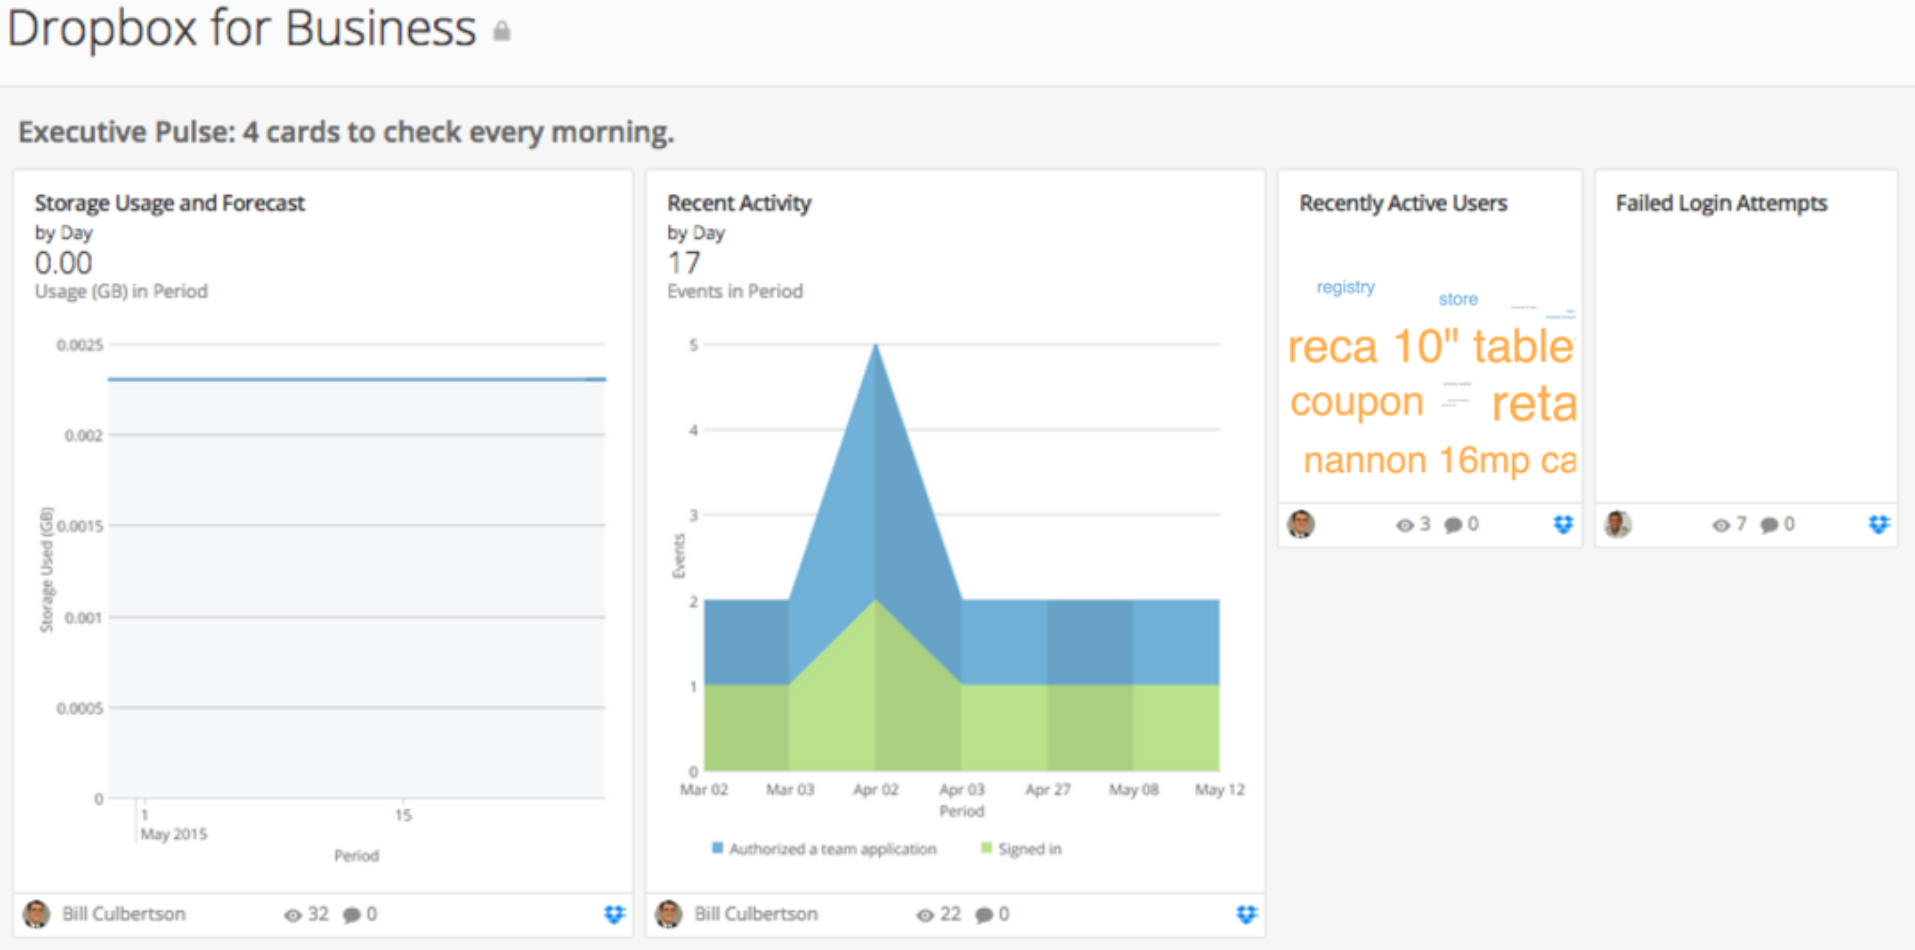 Dropbox for Business
Executive Pulse: 4 cards to check every morning.
Storage Usage and Forecast
by Day
0.00
Usage (GB) in Period
0.0025
0.002
0.0015
0.001
0.0005
0
Storage Used (GB)
1
15
May 2015
Period
Bill Culbertson
32
0
Recent Activity
by Day
17
Events in Period
5
4
3
2
1
0
Events
Mar 02 Mar 03 Apr 02 Apr 03 Apr 27 May 08 May 12
Period
Authorized a team application Signed in
Bill Culbertson
22
0
Recently Active Users
registry
store
reca 10" table
coupon
reta
nannon 16mp ca
3
0
Failed Login Attempts
7
0